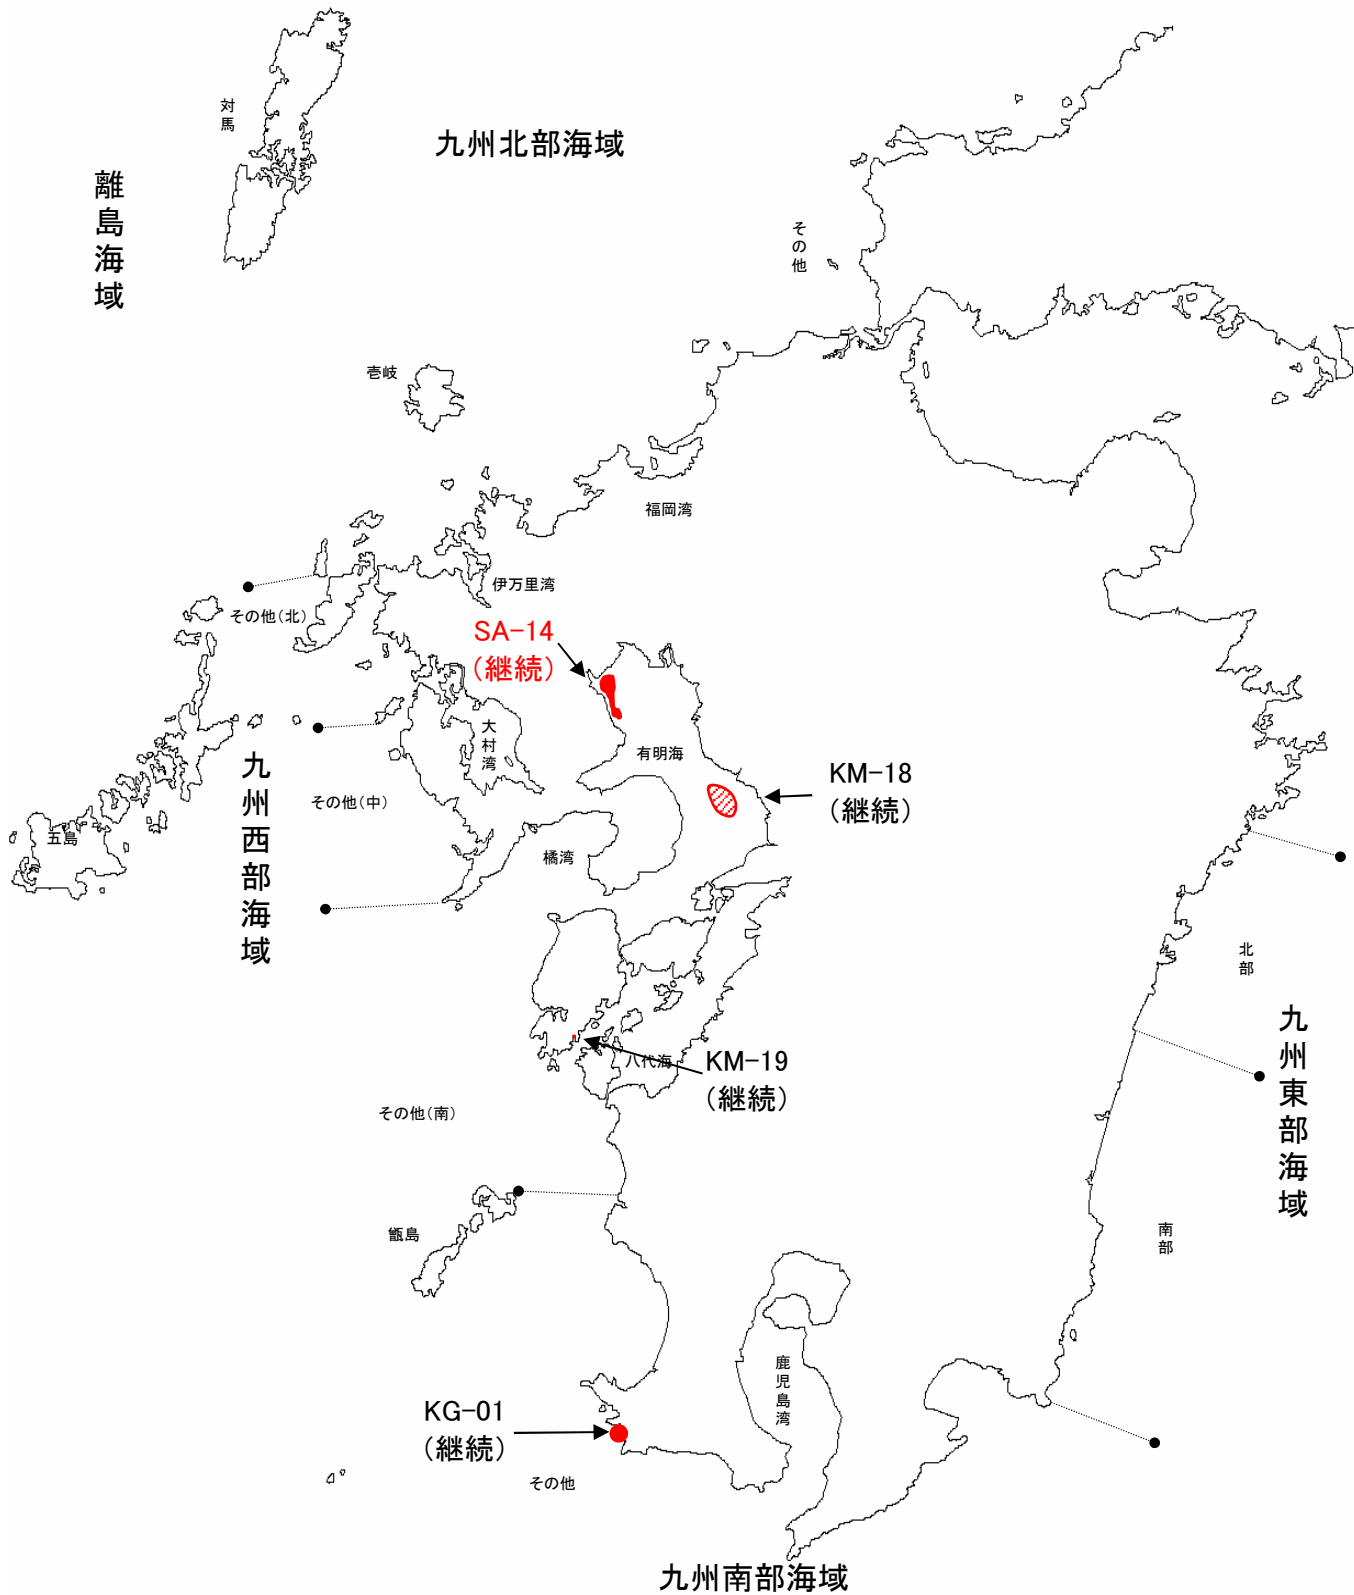 対馬
九州北部海域
離島海域
その他
壱岐
福岡湾
伊万里湾
その他(北)
SA-14
(継続)
大村湾
有明海
九州西部海域
その他(中)
KM-18
(継続)
五島
橘湾
北部
九州東部海域
八代海
KM-19
(継続)
その他(南)
甑島
南部
鹿児島湾
KG-01
(継続)
その他
九州南部海域